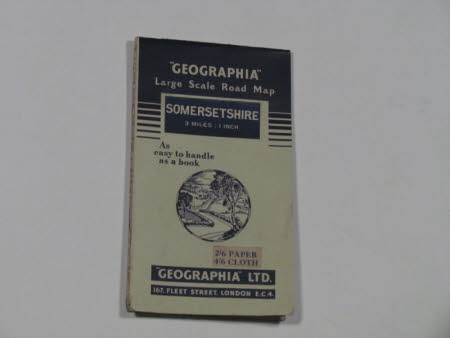 "GEOGRAPHIA"
Large Scale Road Map
SOMERSETSHIRE
3 MILES : 1 INCH
As
easy to handle
as a book
2/6 PAPER
4/6 CLOTH
"GEOGRAPHIA" LTD.
167, FLEET STREET, LONDON E.C.4.